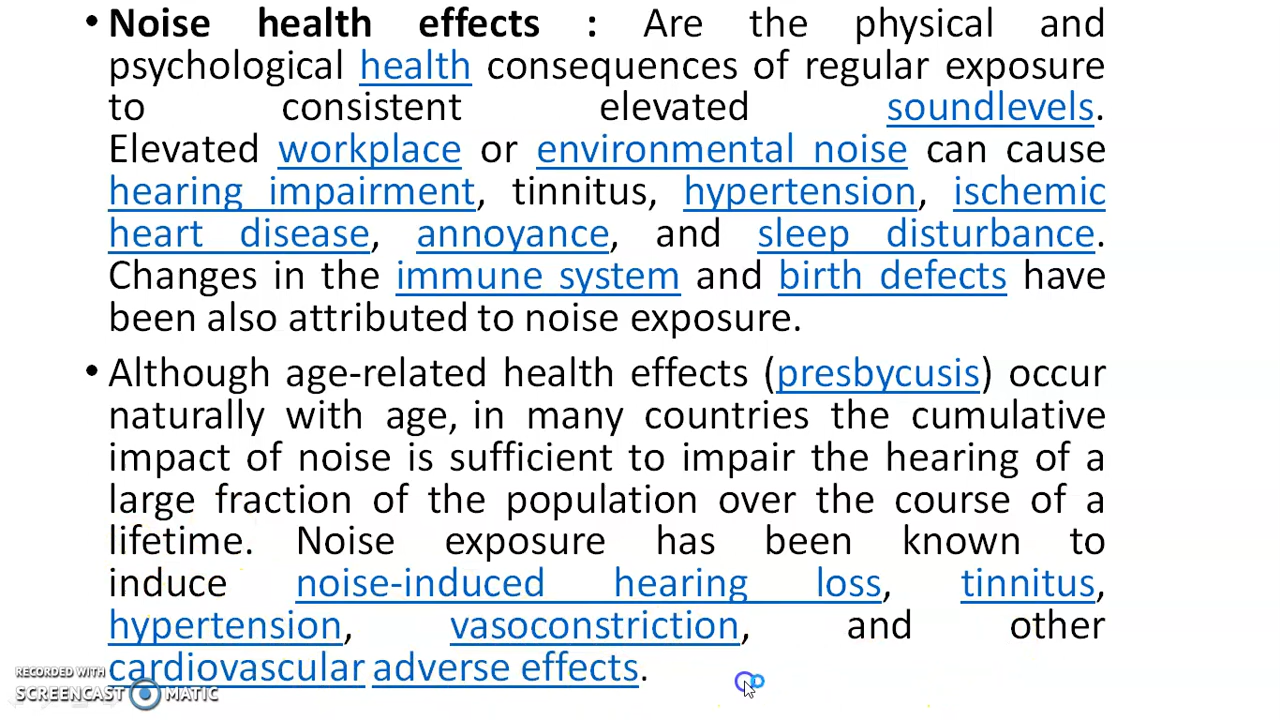 • Noise health effects : Are the physical and
psychological health consequences of regular exposure
to consistent elevated soundlevels.
Elevated workplace or environmental noise can cause
hearing impairment, tinnitus, hypertension, ischemic
heart disease, annoyance, and sleep disturbance.
Changes in the immune system and birth defects have
been also attributed to noise exposure.
• Although age-related health effects (presbycusis) occur
naturally with age, in many countries the cumulative
impact of noise is sufficient to impair the hearing of a
large fraction of the population over the course of a
lifetime. Noise exposure has been known to
induce noise-induced hearing loss, tinnitus,
hypertension, vasoconstriction, and other
cardiovascular adverse effects.
RECORDED WITH
SCREENCAST MATIC